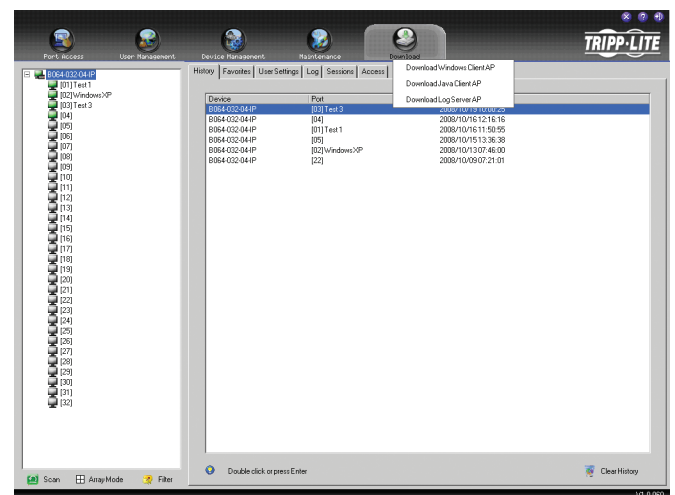 TRIPP·LITE
Port Access User Management Device Management Maintenance Download
B064-032-04-IP
[01] Test 1
[02] WindowsXP
[03] Test 3
[04]
[05]
[06]
[07]
[08]
[09]
[10]
[11]
[12]
[13]
[14]
[15]
[16]
[17]
[18]
[19]
[20]
[21]
[22]
[23]
[24]
[25]
[26]
[27]
[28]
[29]
[30]
[31]
[32]
Scan Array Mode Filter
History Favorites User Settings Log Sessions Access
Download Windows Client AP
Download Java Client AP
Download Log Server AP
Device Port
B064-032-04-IP [03] Test 3 2008/10/19 10:00:25
B064-032-04-IP [04] 2008/10/16 12:16:16
B064-032-04-IP [01] Test 1 2008/10/16 11:50:55
B064-032-04-IP [05] 2008/10/15 13:36:38
B064-032-04-IP [02] WindowsXP 2008/10/13 07:46:00
B064-032-04-IP [22] 2008/10/09 07:21:01
Double click or press Enter Clear History